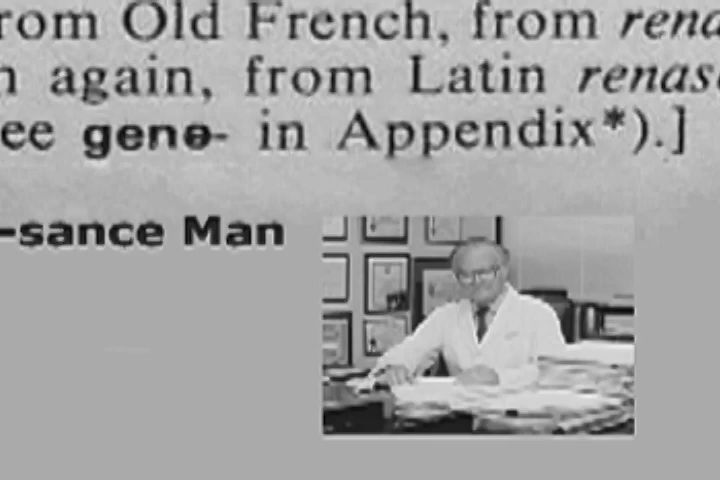 rom Old French, from rena
n again, from Latin renas
ee gene- in Appendix*).]
-sance Man